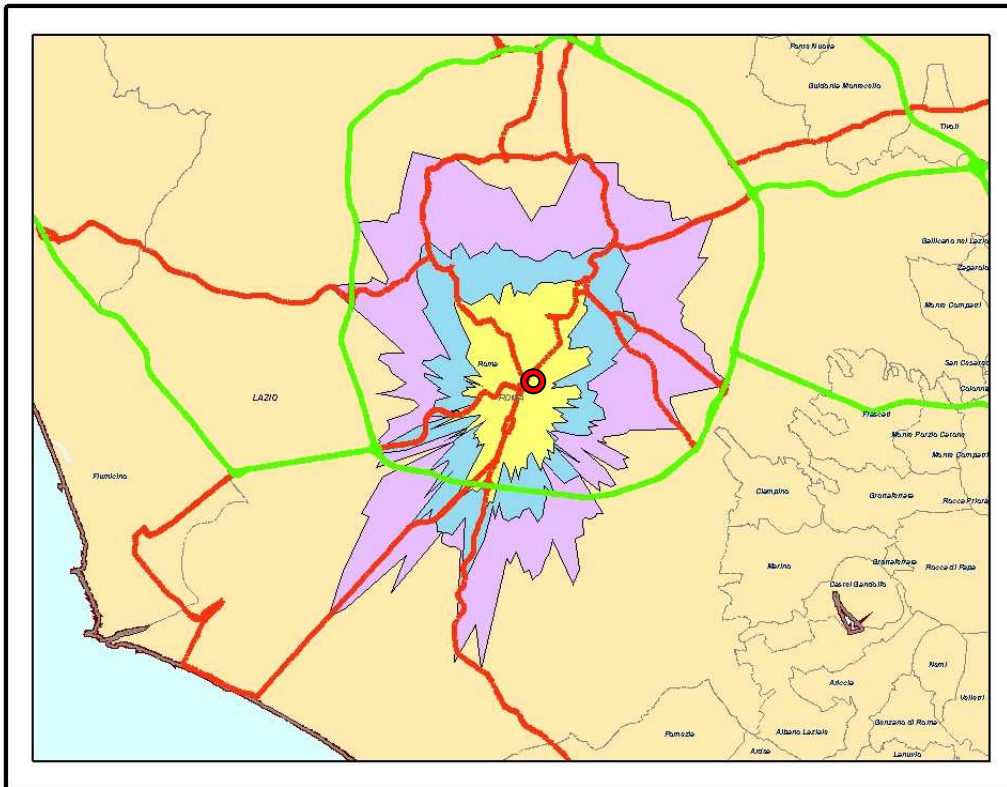 Ponte Nuova
Guidonia Montecelio
Tivoli
Gallicano nel Lazio
Zagarolo
Monte Compatri
San Cesareo
Colonna
Roma
ROMA
LAZIO
Frascati
Monte Porzio Catone
Monte Compatri
Fiumicino
Ciampino
Grottaferrata
Rocca Priora
Marino
Grottaferrata
Rocca di Papa
Castel Gandolfo
Nemi
Ariccia
Velletri
Genzano di Roma
Pomezia
Albano Laziale
Ardea
Lanuvio